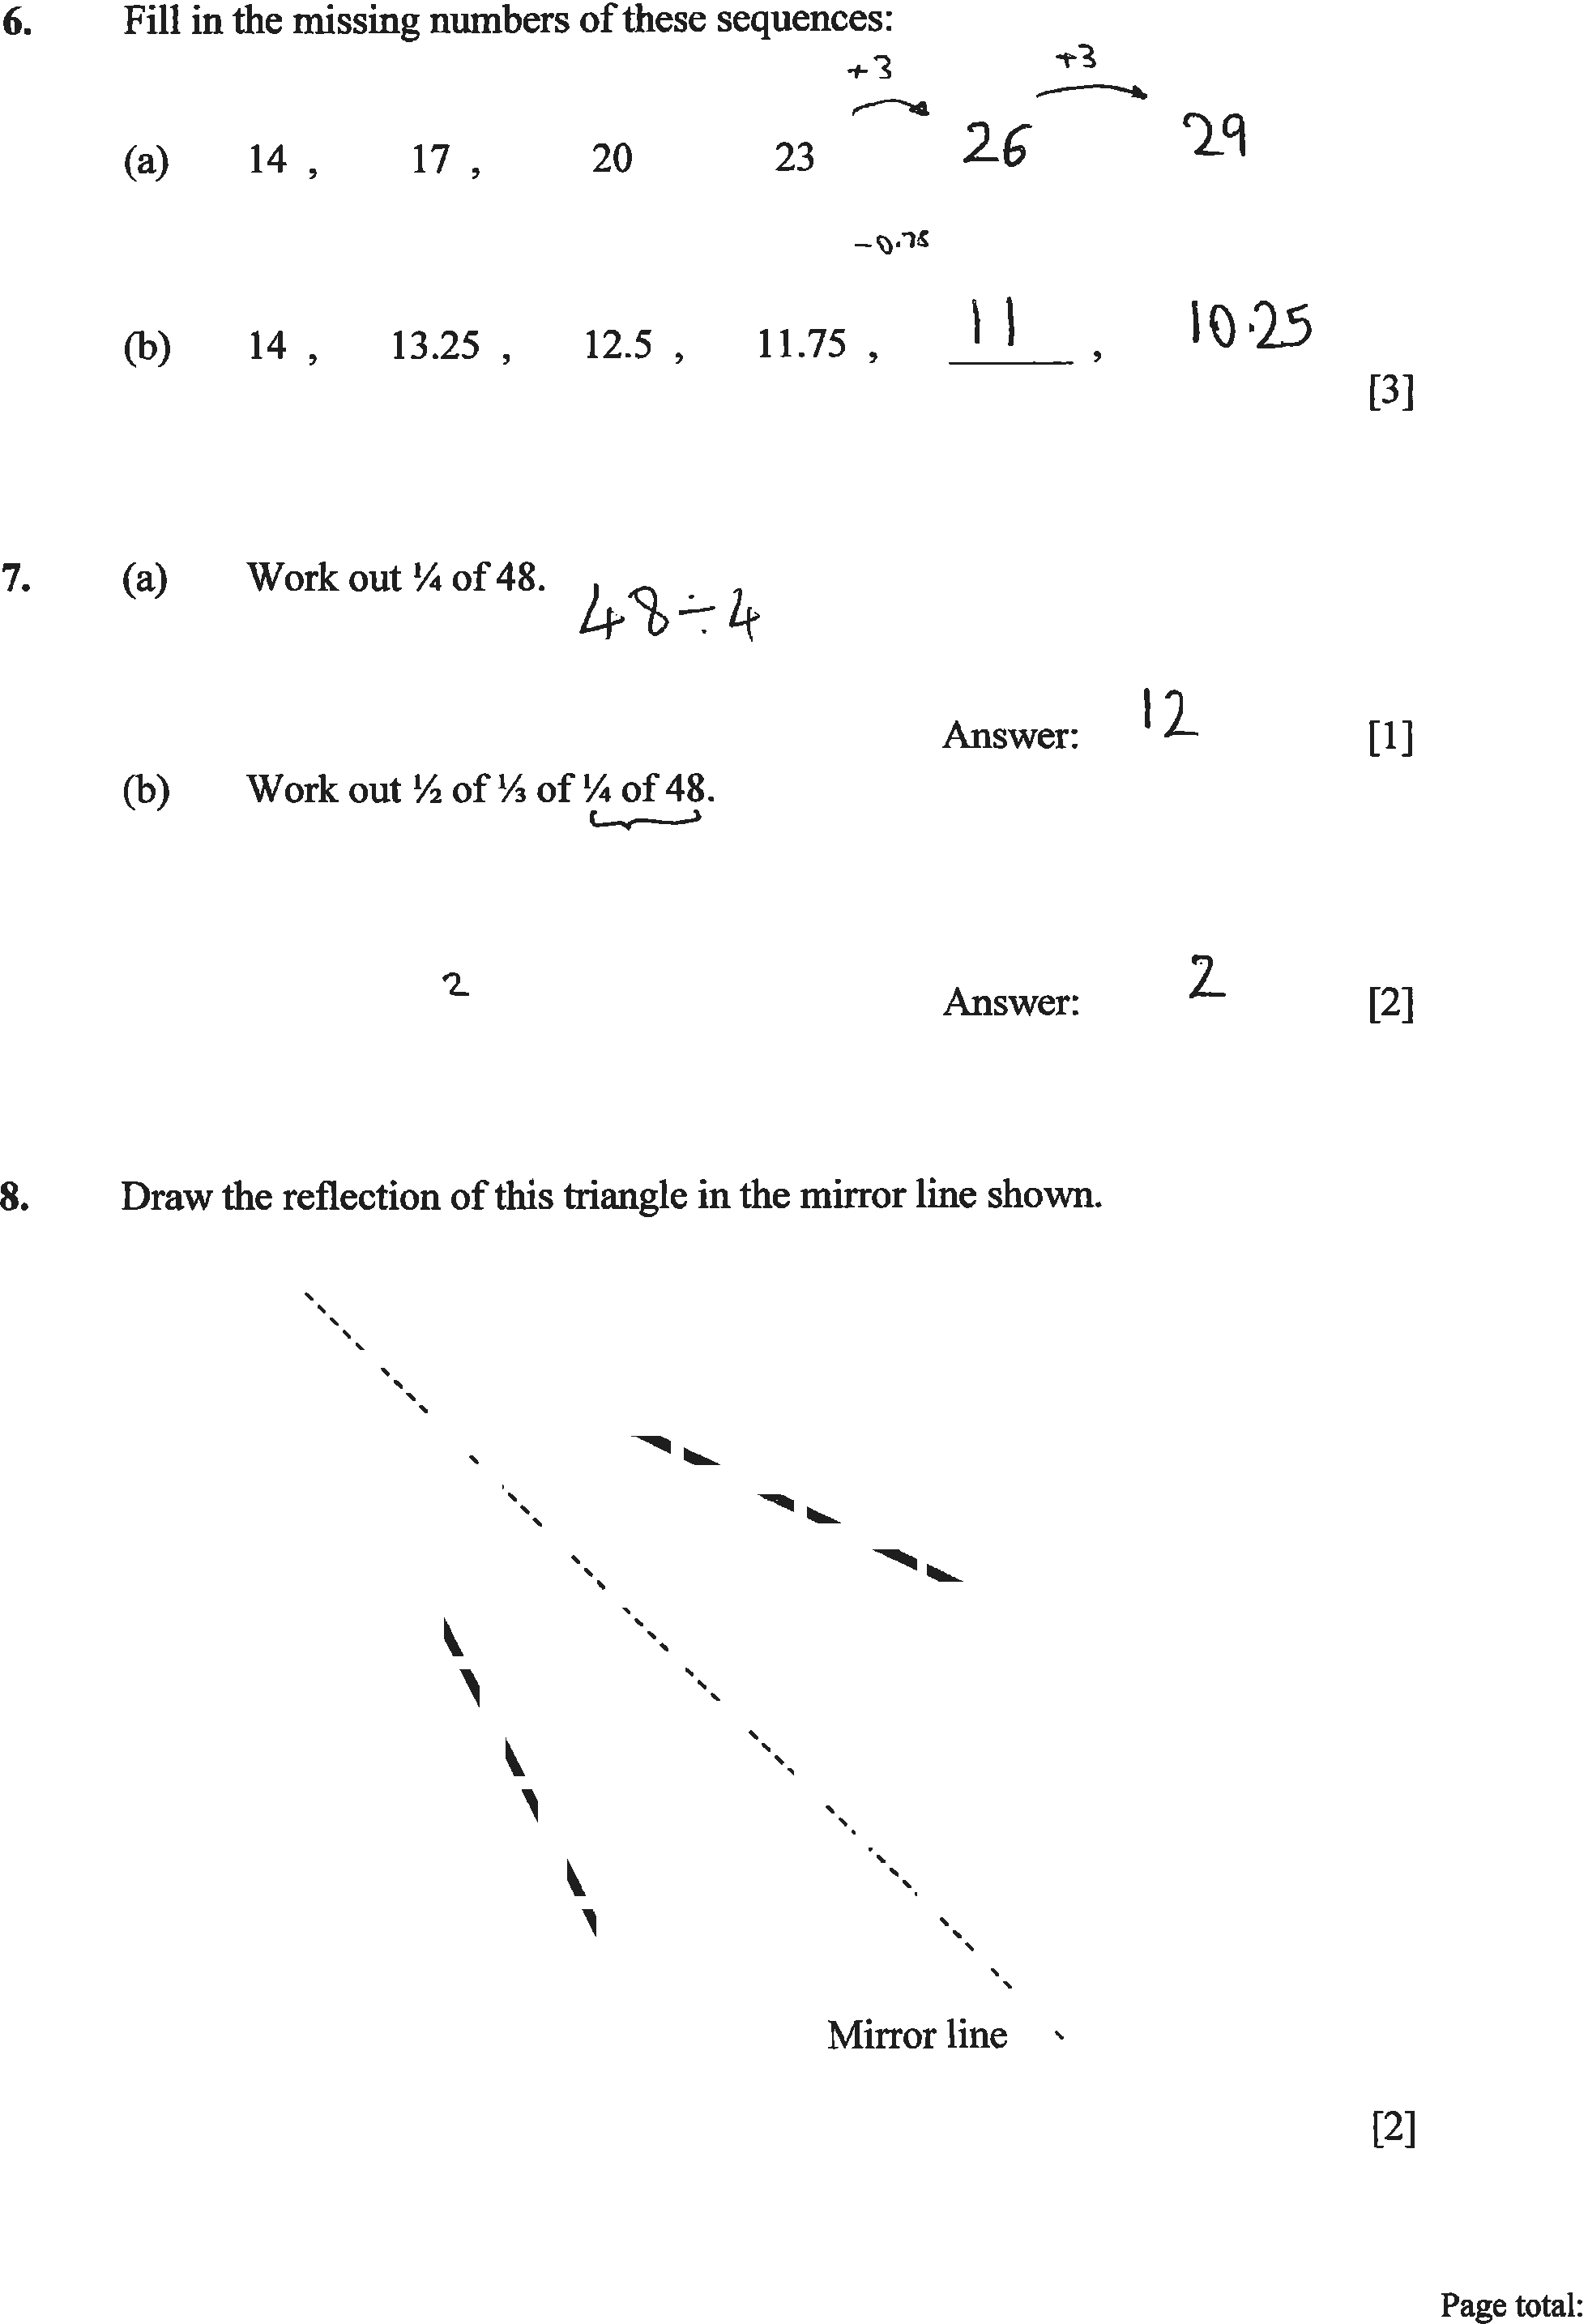 6. Fill in the missing numbers of these sequences:
+3 +3
(a) 14 , 17 , 20 23 26 29
-0.75
(b) 14 , 13.25 , 12.5 , 11.75 , 11 , 10.25
[3]
7. (a) Work out ¼ of 48. 48÷4
Answer: 12 [1]
(b) Work out ½ of ⅓ of ¼ of 48.
2 Answer: 2 [2]
8. Draw the reflection of this triangle in the mirror line shown.
Mirror line
[2]
Page total: